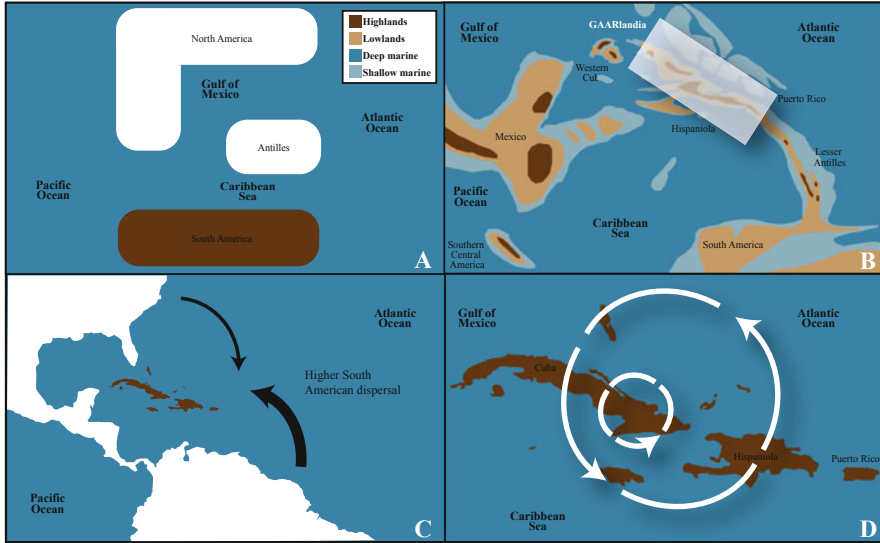 North America
Gulf of
Mexico
Atlantic
Ocean
Antilles
Pacific
Ocean
Caribbean
Sea
South America
A
Highlands
Lowlands
Deep marine
Shallow marine
Gulf of
Mexico
GAARlandia
Atlantic
Ocean
Western
Cub
Puerto Rico
Hispaniola
Mexico
Lesser
Antilles
Pacific
Ocean
Caribbean
Sea
Southern
Central
America
South America
B
Atlantic
Ocean
Higher South
American dispersal
Pacific
Ocean
C
Gulf of
Mexico
Atlantic
Ocean
Cuba
Hispaniola
Puerto Rico
Caribbean
Sea
D